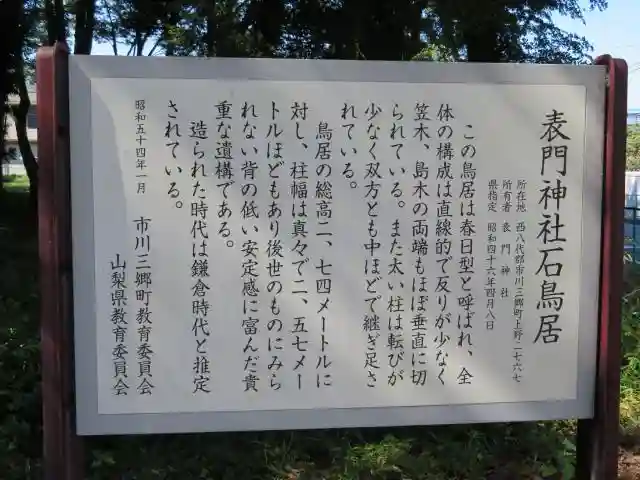 表門神社石鳥居
所在地　西八代郡市川三郷町上野二七六七
所有者　表門神社
県指定　昭和四十六年四月八日
この鳥居は春日型と呼ばれ、全
体の構成は直線的で反りが少なく
笠木、島木の両端もほぼ垂直に切
られている。また太い柱は転びが
少なく双方とも中ほどで継ぎ足さ
れている。
鳥居の総高二、七四メートルに
対し、柱幅は真々で二、五七メー
トルほどもあり後世のものにみら
れない背の低い安定感に富んだ貴
重な遺構である。
造られた時代は鎌倉時代と推定
されている。
昭和五十四年一月
市川三郷町教育委員会
山梨県教育委員会